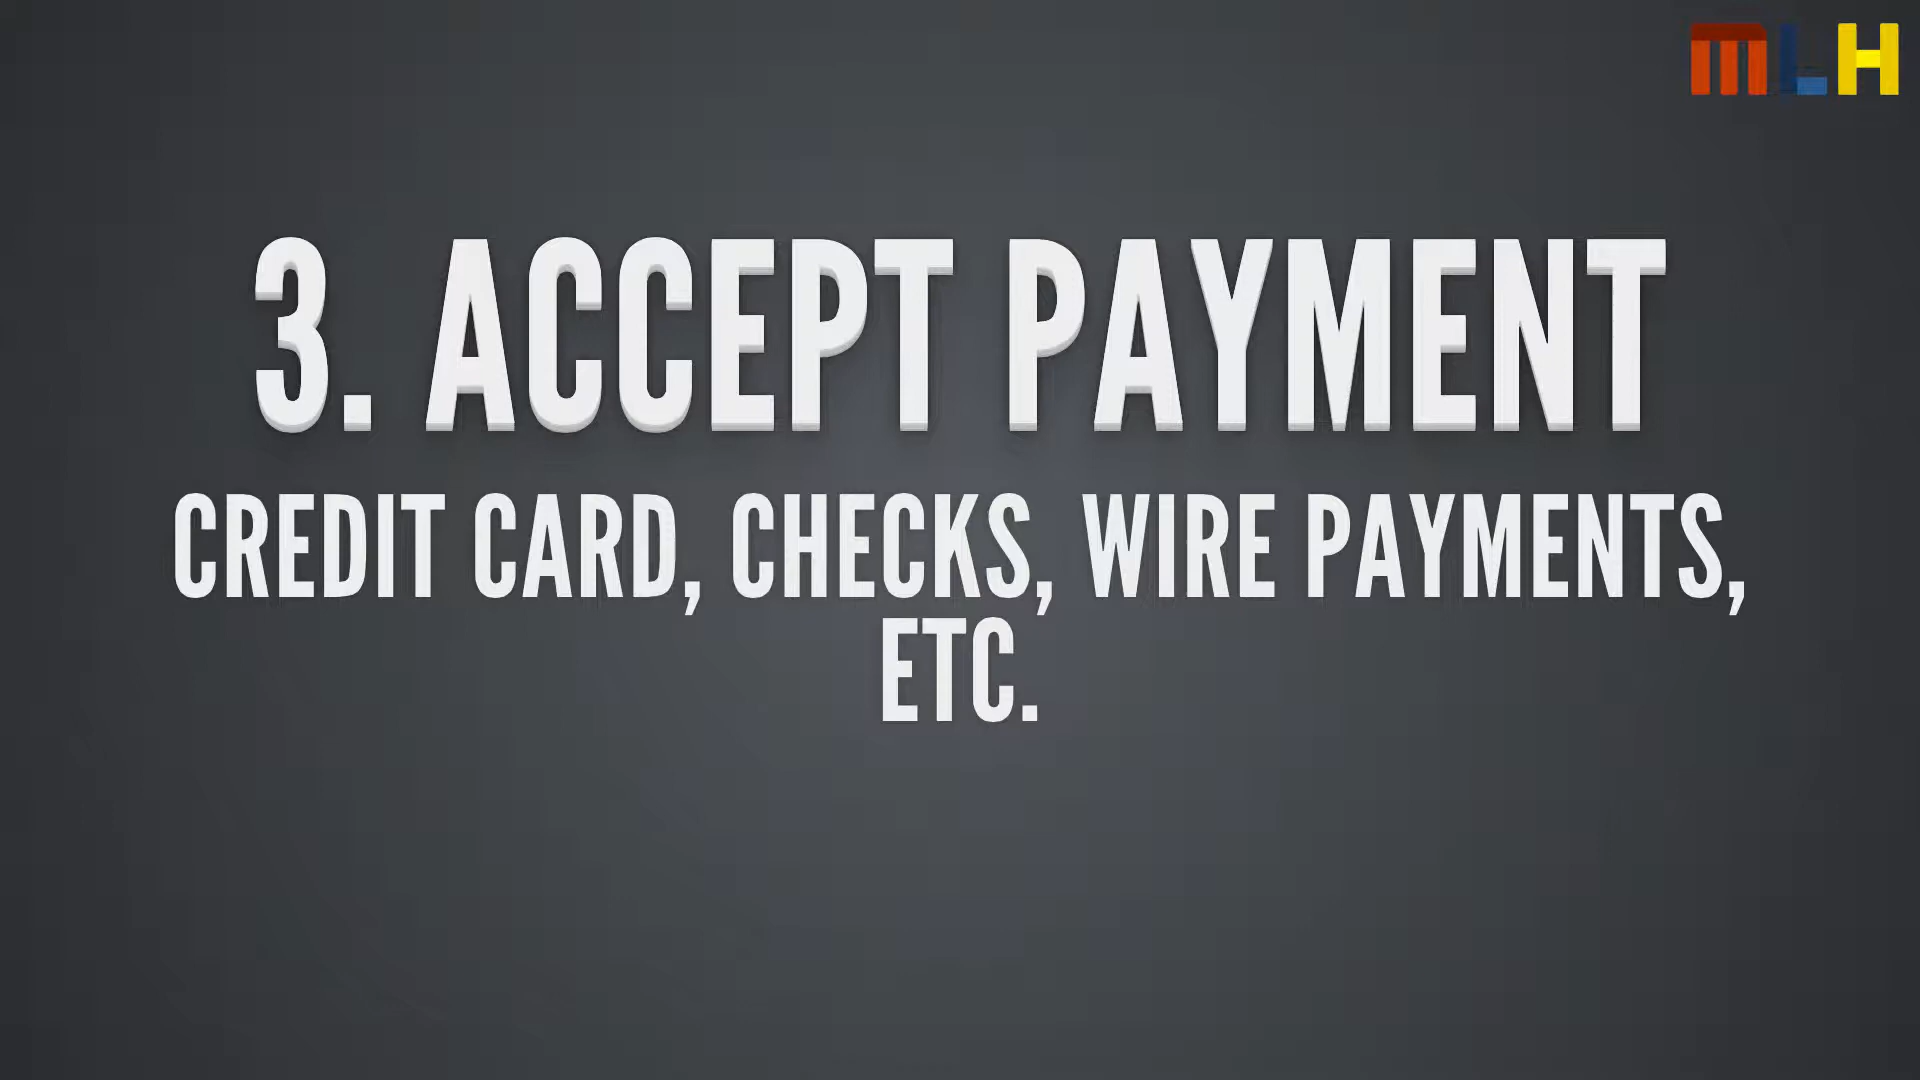 MLH
3. ACCEPT PAYMENT
CREDIT CARD, CHECKS, WIRE PAYMENTS,
ETC.